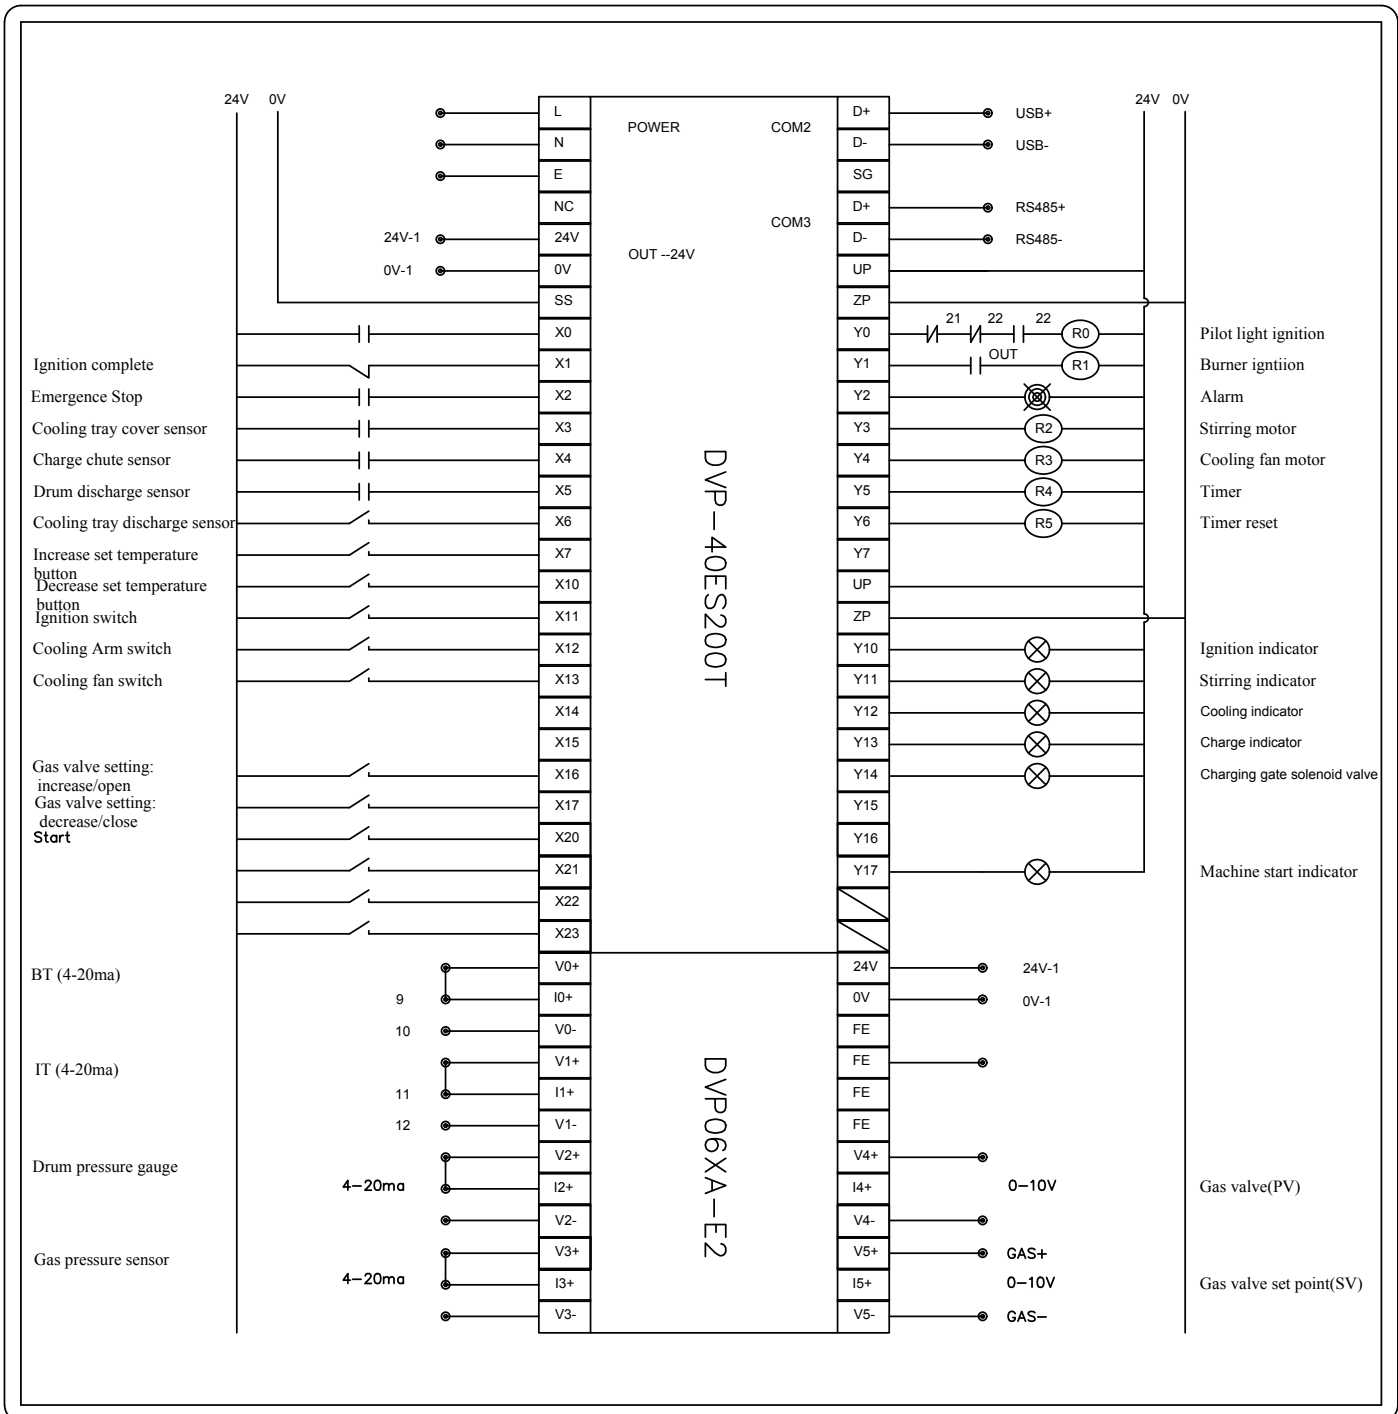 24V 0V
24V 0V
L
N
E
NC
24V-1 24V
0V-1 0V
SS
X0
Ignition complete X1
Emergence Stop X2
Cooling tray cover sensor X3
Charge chute sensor X4
Drum discharge sensor X5
Cooling tray discharge sensor X6
Increase set temperature
button
X7
Decrease set temperature
button
X10
Ignition switch X11
Cooling Arm switch X12
Cooling fan switch X13
X14
X15
Gas valve setting:
increase/open
X16
Gas valve setting:
decrease/close
X17
Start X20
X21
X22
X23
POWER COM2
COM3
OUT --24V
DVP-40ES200T
D+ USB+
D- USB-
SG
D+ RS485+
D- RS485-
UP
ZP
Y0 21 22 22 R0 Pilot light ignition
Y1 OUT R1 Burner igntiion
Y2 Alarm
Y3 R2 Stirring motor
Y4 R3 Cooling fan motor
Y5 R4 Timer
Y6 R5 Timer reset
Y7
UP
ZP
Y10 Ignition indicator
Y11 Stirring indicator
Y12 Cooling indicator
Y13 Charge indicator
Y14 Charging gate solenoid valve
Y15
Y16
Y17 Machine start indicator
BT (4-20ma) V0+
9 I0+
10 V0-
IT (4-20ma) V1+
11 I1+
12 V1-
Drum pressure gauge V2+
4-20ma I2+
V2-
Gas pressure sensor V3+
4-20ma I3+
V3-
DVP06XA-E2
24V 24V-1
0V 0V-1
FE
FE
FE
FE
V4+
I4+ 0-10V Gas valve(PV)
V4-
V5+ GAS+
I5+ 0-10V Gas valve set point(SV)
V5- GAS-